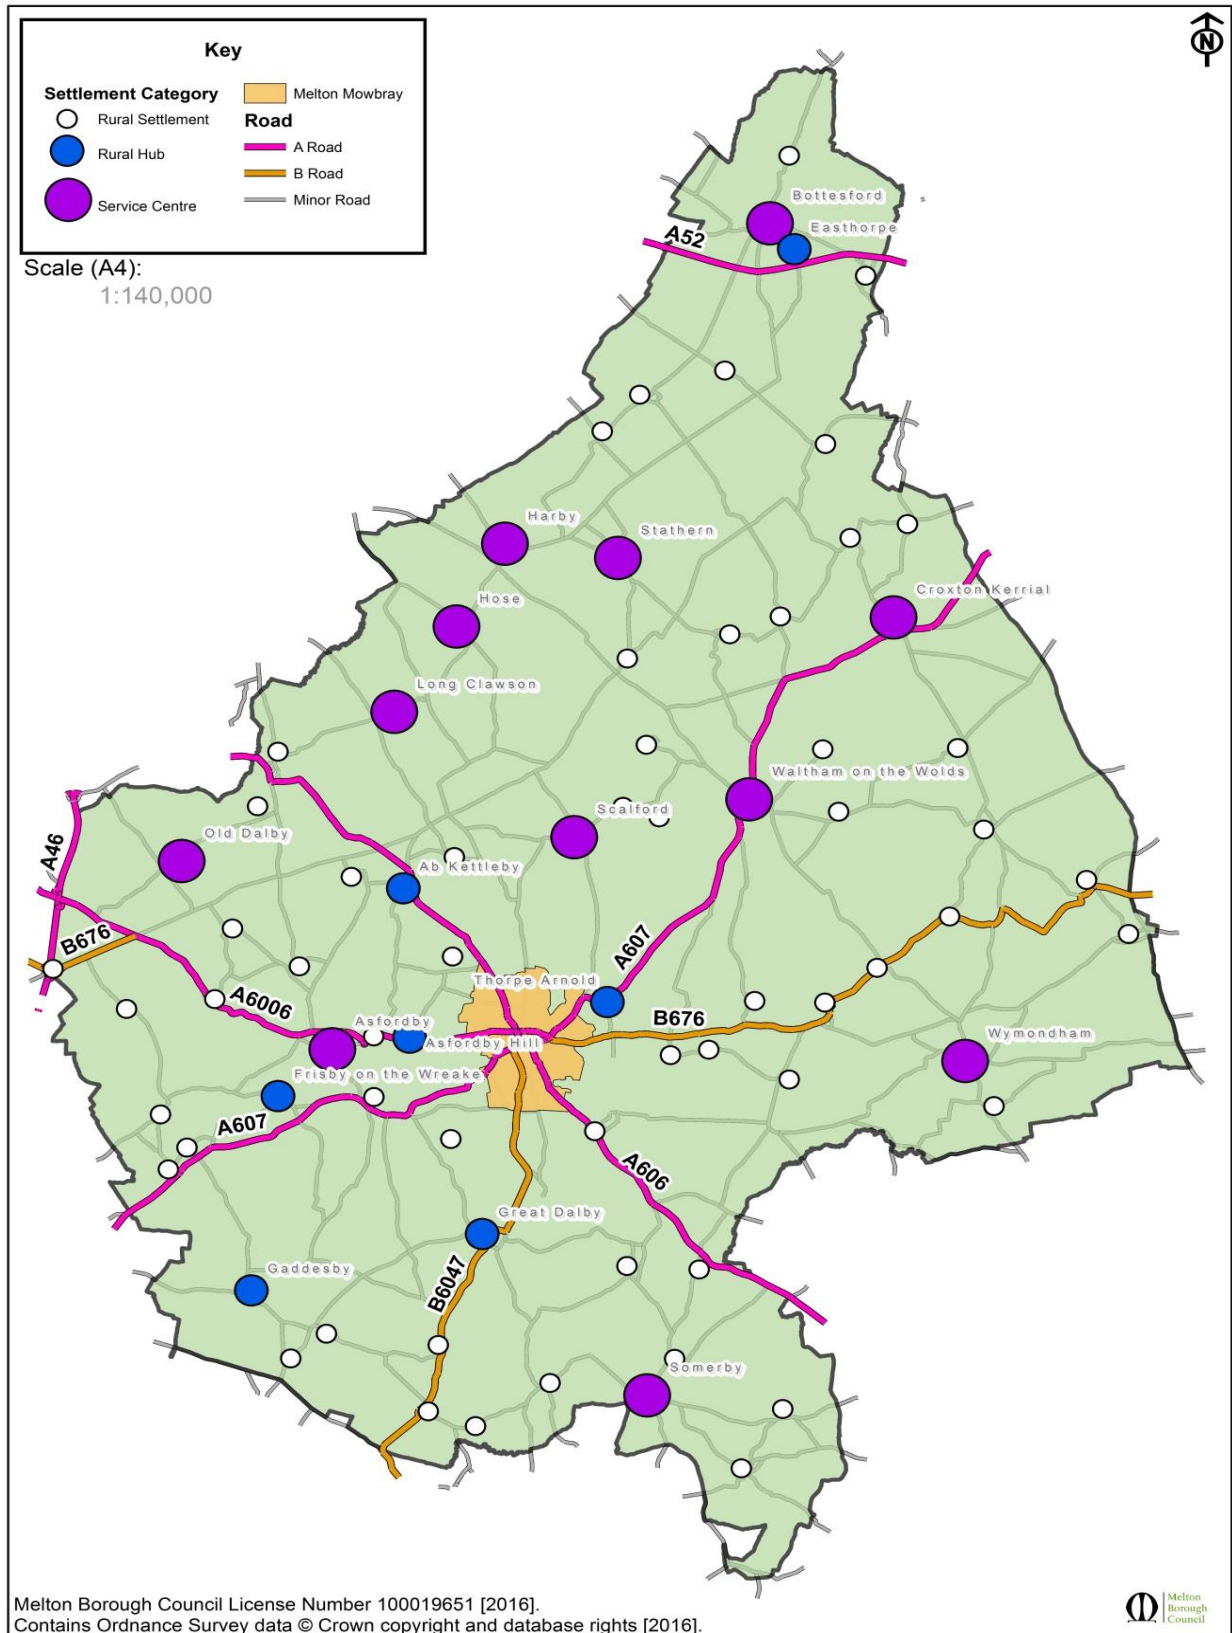 Key
Settlement Category
Rural Settlement
Rural Hub
Service Centre
Melton Mowbray
Road
A Road
B Road
Minor Road
N
Scale (A4):
1:140,000
Bottesford
Easthorpe
A52
Harby
Stathern
Hose
Croxton Kerrial
Long Clawson
Waltham on the Wolds
Scalford
Old Dalby
A46
Ab Kettleby
B676
A607
Thorpe Arnold
A6006
Asfordby
Asfordby Hill
B676
Wymondham
Frisby on the Wreake
A607
A606
Great Dalby
Gaddesby
B6047
Somerby
Melton Borough Council License Number 100019651 [2016].
Contains Ordnance Survey data © Crown copyright and database rights [2016].
Melton
Borough
Council